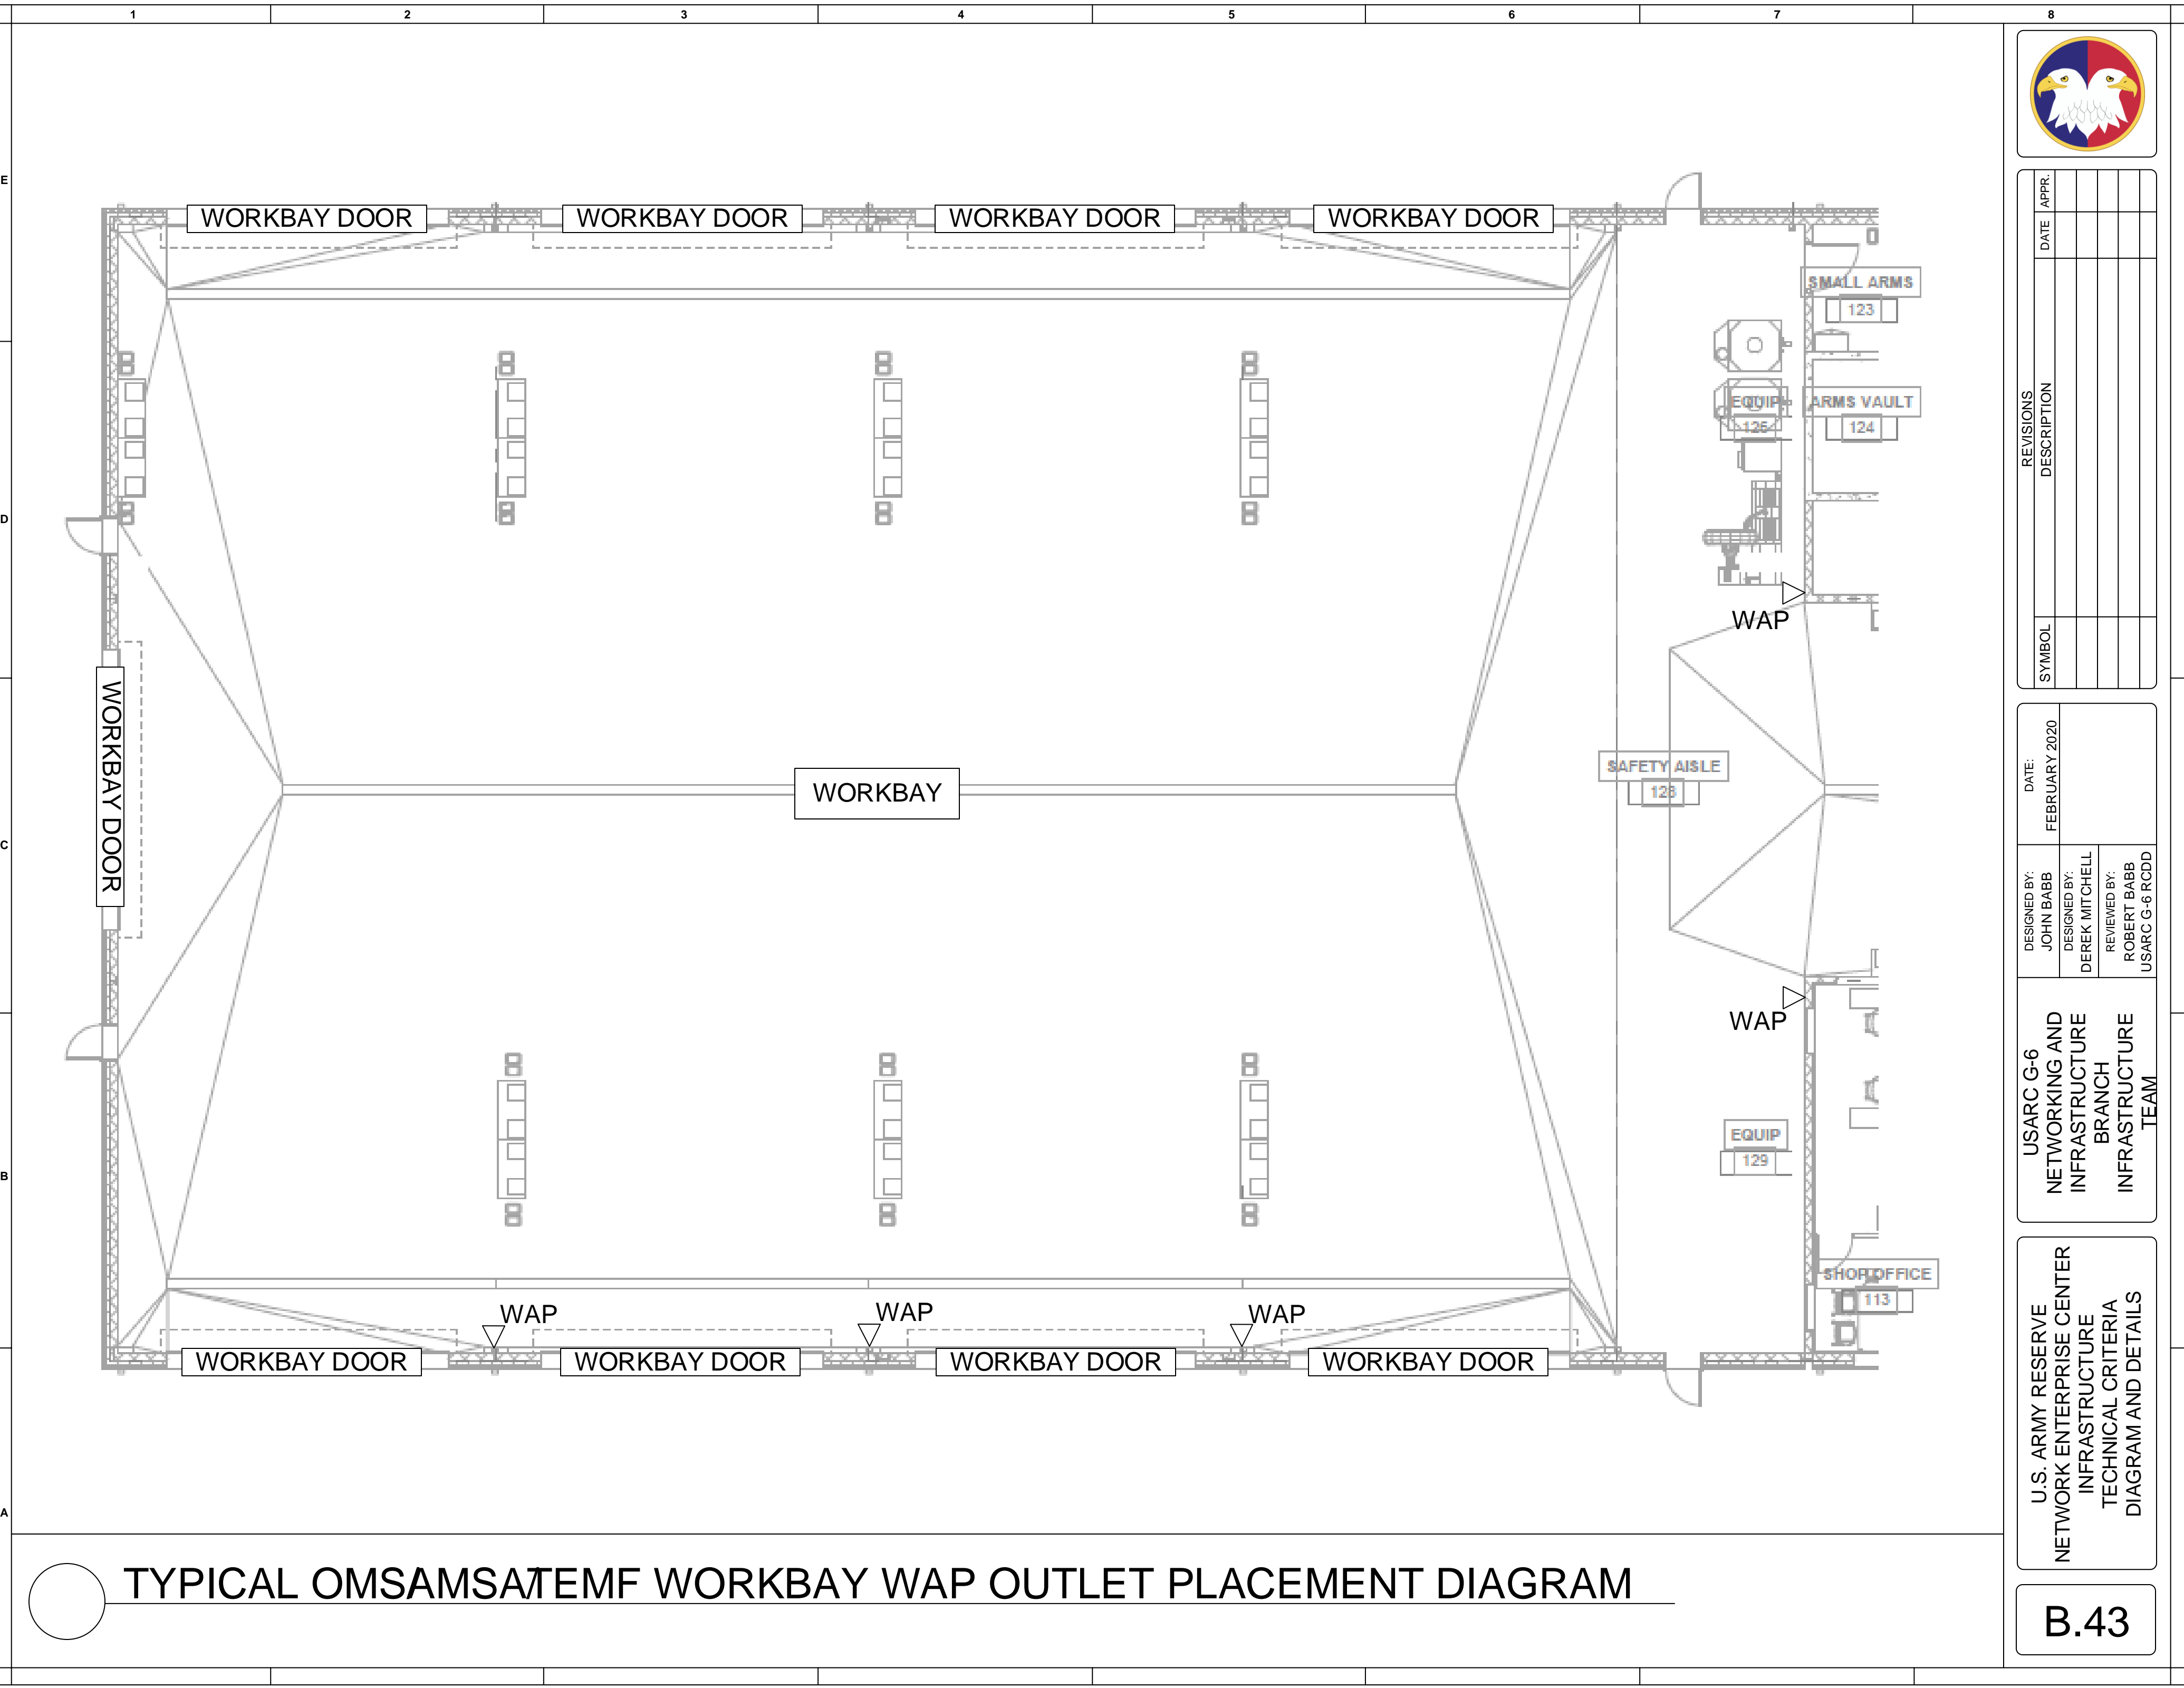 1 2 3 4 5 6 7 8
E
D
C
B
A
WORKBAY DOOR
WORKBAY DOOR
WORKBAY DOOR
WORKBAY DOOR
SMALL ARMS
123
EQUIP
ARMS VAULT
124
WAP
WORKBAY DOOR
WORKBAY
SAFETY AISLE
WAP
EQUIP
129
SHOP OFFICE
113
WAP
WAP
WAP
WORKBAY DOOR
WORKBAY DOOR
WORKBAY DOOR
WORKBAY DOOR
TYPICAL OMS/AMSA/TEMF WORKBAY WAP OUTLET PLACEMENT DIAGRAM
REVISIONS
SYMBOL DESCRIPTION DATE APPR.
DATE:
FEBRUARY 2020
DESIGNED BY:
JOHN BABB
DESIGNED BY:
DEREK MITCHELL
REVIEWED BY:
ROBERT BABB
USARC G-6 RCDD
USARC G-6
NETWORKING AND
INFRASTRUCTURE
BRANCH
INFRASTRUCTURE
TEAM
U.S. ARMY RESERVE
NETWORK ENTERPRISE CENTER
INFRASTRUCTURE
TECHNICAL CRITERIA
DIAGRAM AND DETAILS
B.43